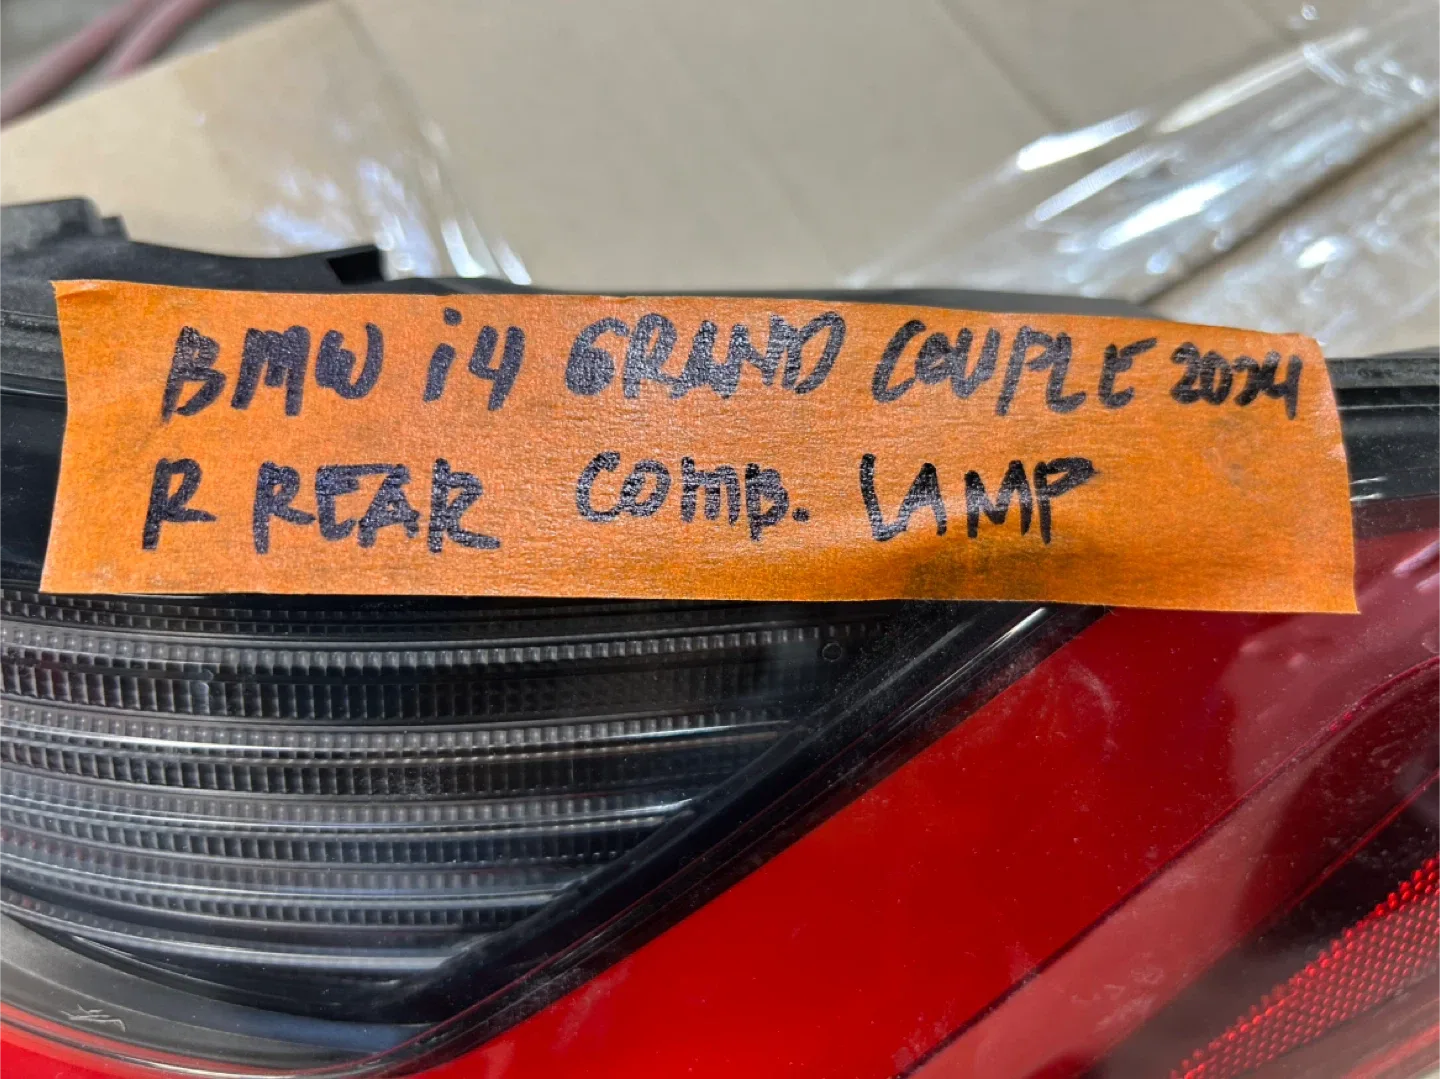 BMW i4 GRAND COUPLE 2024
R REAR COMP. LAMP